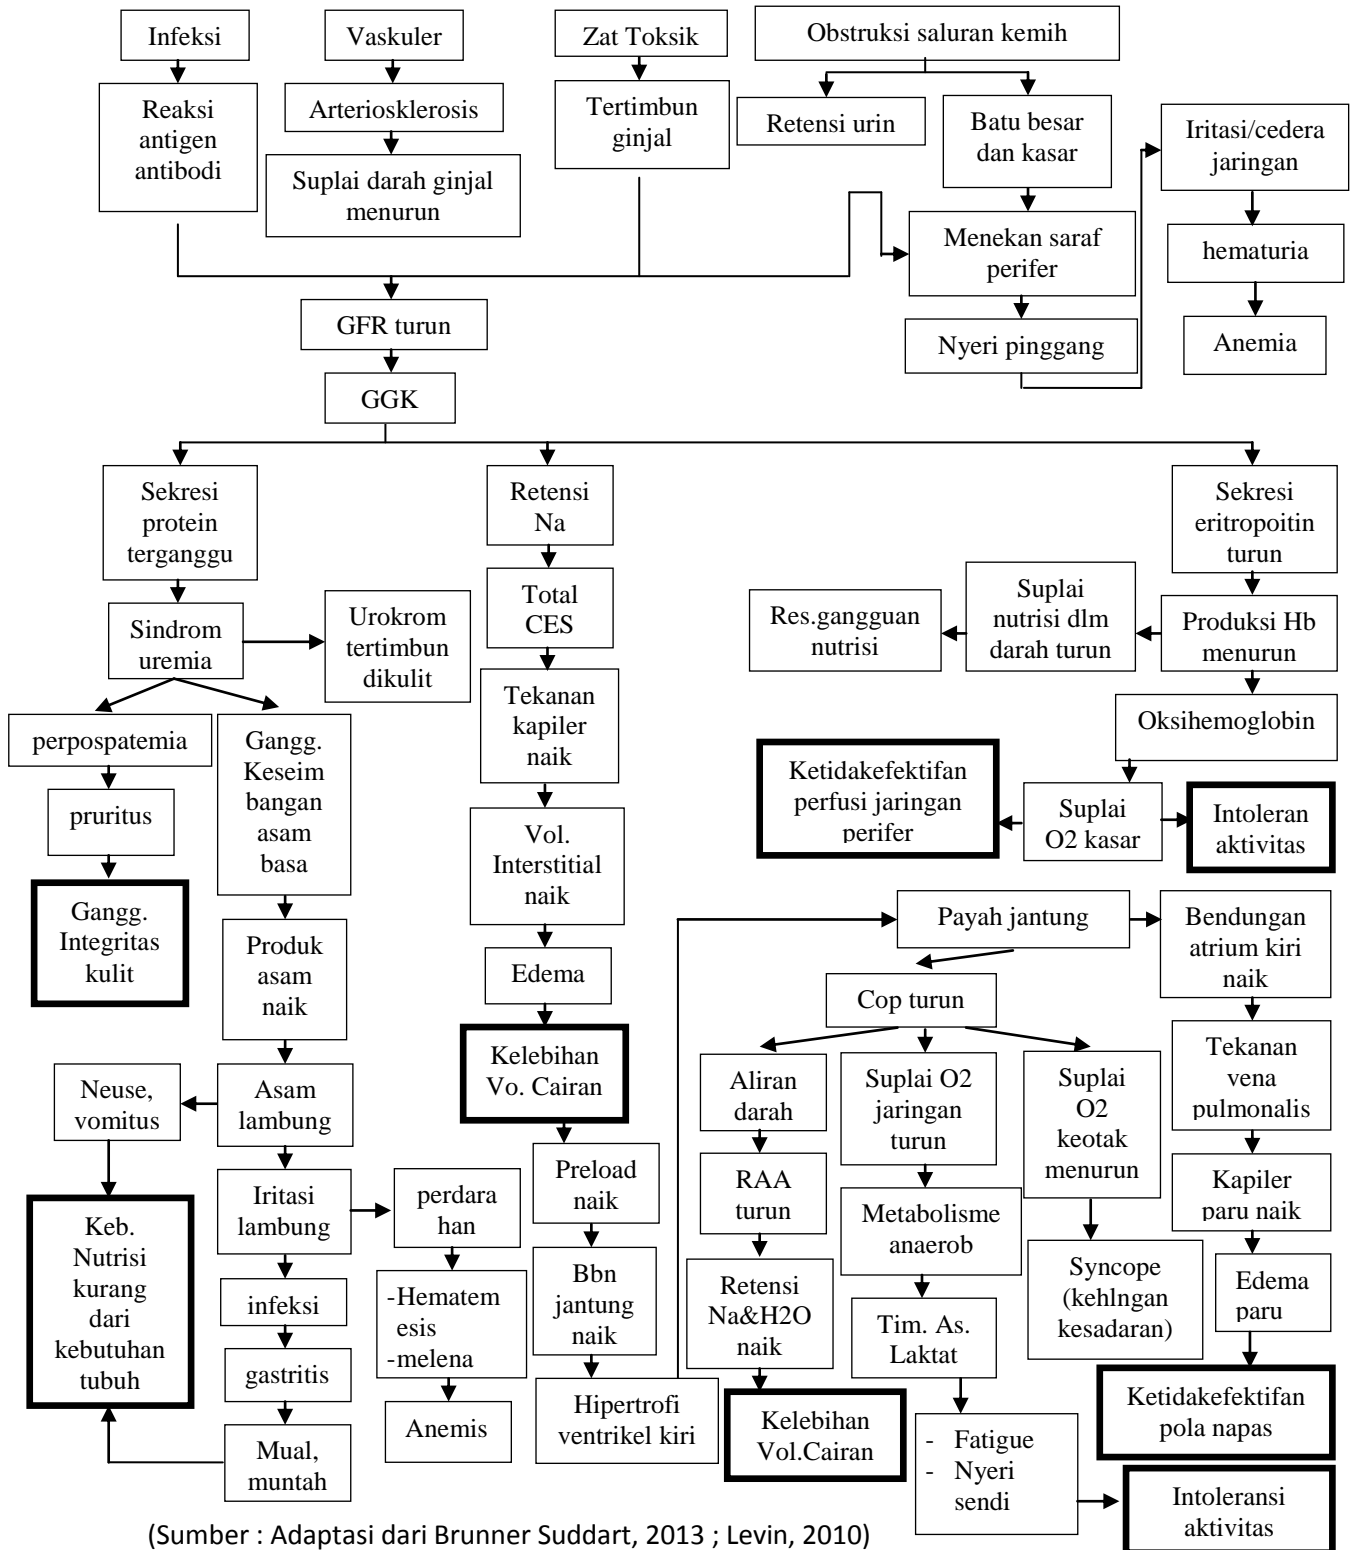 Infeksi
Vaskuler
Zat Toksik
Obstruksi saluran kemih
Reaksi
antigen
antibodi
Arteriosklerosis
Tertimbun
ginjal
Retensi urin
Batu besar
dan kasar
Iritasi/cedera
jaringan
Suplai darah ginjal
menurun
Menekan saraf
perifer
hematuria
GFR turun
Nyeri pinggang
Anemia
GGK
Sekresi
protein
terganggu
Retensi
Na
Sekresi
eritropoitin
turun
Sindrom
uremia
Urokrom
tertimbun
dikulit
Total
CES
Res.gangguan
nutrisi
Suplai
nutrisi dlm
darah turun
Produksi Hb
menurun
perpospatemia
Gangg.
Keseim
bangan
asam
basa
Tekanan
kapiler
naik
Oksihemoglobin
pruritus
Ketidakefektifan
perfusi jaringan
perifer
Suplai
O2 kasar
Intoleran
aktivitas
Vol.
Interstitial
naik
Gangg.
Integritas
kulit
Produk
asam
naik
Edema
Payah jantung
Bendungan
atrium kiri
naik
Cop turun
Kelebihan
Vo. Cairan
Neuse,
vomitus
Asam
lambung
Aliran
darah
Suplai O2
jaringan
turun
Suplai
O2
keotak
menurun
Tekanan
vena
pulmonalis
Preload
naik
Iritasi
lambung
perdara
han
RAA
turun
Metabolisme
anaerob
Kapiler
paru naik
Keb.
Nutrisi
kurang
dari
kebutuhan
tubuh
infeksi
-Hematem
esis
-melena
Bbn
jantung
naik
Retensi
Na&H2O
naik
Tim. As.
Laktat
Syncope
(kehlngan
kesadaran)
Edema
paru
gastritis
Anemis
Hipertrofi
ventrikel kiri
Kelebihan
Vol.Cairan
- Fatigue
- Nyeri
sendi
Ketidakefektifan
pola napas
Mual,
muntah
Intoleransi
aktivitas
(Sumber : Adaptasi dari Brunner Suddart, 2013 ; Levin, 2010)